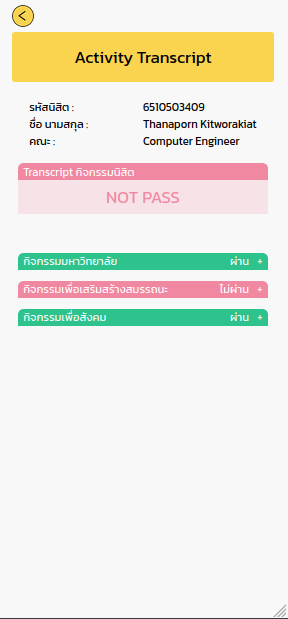 Activity Transcript
รหัสนิสิต : 6510503409
ชื่อ นามสกุล : Thanaporn Kitworakiat
คณะ : Computer Engineer
Transcript กิจกรรมนิสิต
NOT PASS
กิจกรรมมหาวิทยาลัย ผ่าน +
กิจกรรมเพื่อเสริมสร้างสมรรถนะ ไม่ผ่าน +
กิจกรรมเพื่อสังคม ผ่าน +